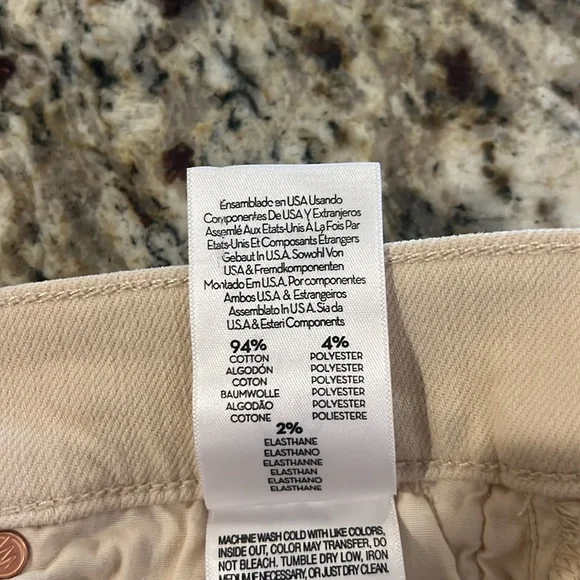 Ensamblado en USA Usando
Componentes De USA Y Extranjeros
Assemlé Aux Etats-Unis À La Fois Par
Etats-Unis Et Composants Étrangers
Gebaut In U.S.A. Sowohl Von
USA & Fremdkomponenten
Montado Em U.S.A. Por componentes
Ambos U.S.A & Estrangeiros
Assemblato In U S A. Sia da
U.S.A & Esteri Components
94%
COTTON
ALGODÓN
COTON
BAUMWOLLE
ALGODÃO
COTONE
4%
POLYESTER
POLYESTER
POLYESTER
POLYESTER
POLYESTER
POLIESTERE
2%
ELASTHANE
ELASTHANO
ELASTHANNE
ELASTHAN
ELASTANO
ELASTHANE
MACHINE WASH COLD WITH LIKE COLORS,
INSIDE OUT, COLOR MAY TRANSFER, DO
NOT BLEACH. TUMBLE DRY LOW, IRON
MEDIUM IF NECESSARY, OR JUST DRY CLEAN.